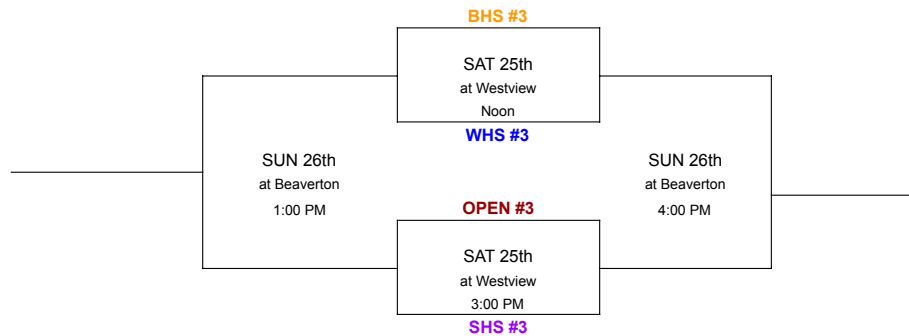 BHS #3
SAT 25th
at Westview
Noon
WHS #3
SUN 26th
at Beaverton
1:00 PM
SUN 26th
at Beaverton
4:00 PM
OPEN #3
SAT 25th
at Westview
3:00 PM
SHS #3